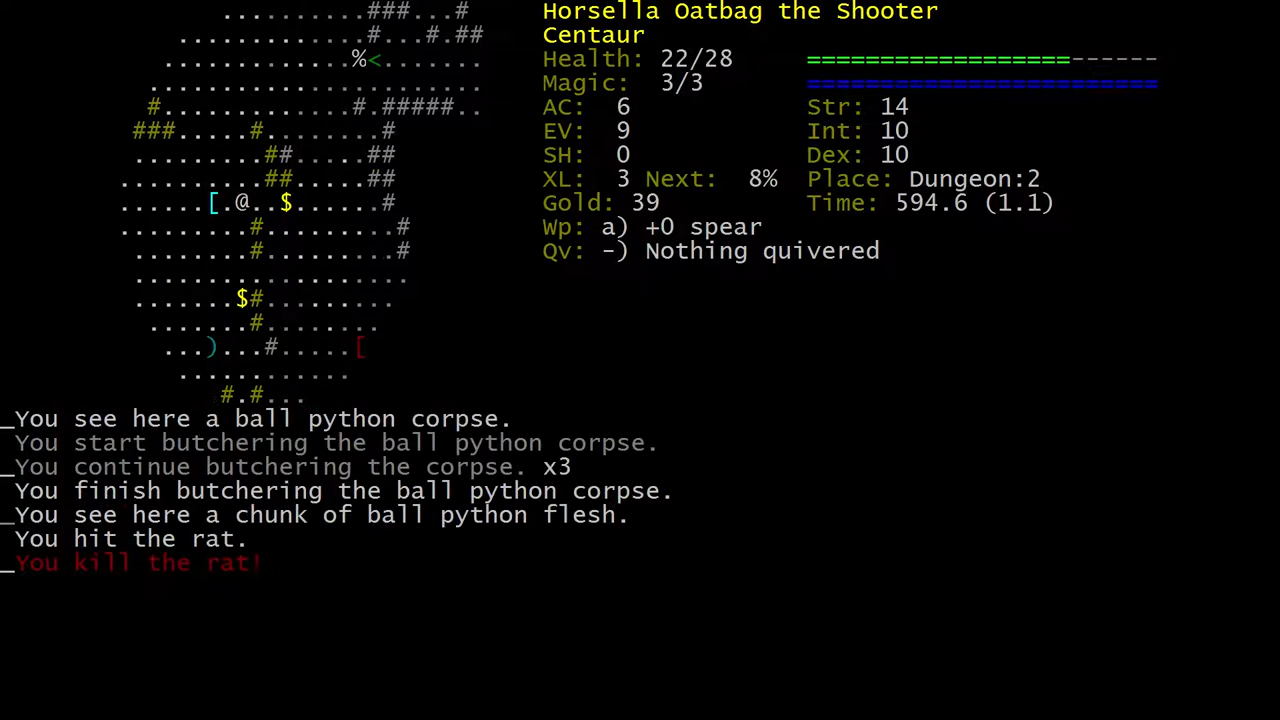 Horsella Oatbag the Shooter
Centaur
Health: 22/28 ==================------
Magic: 3/3 ========================
AC: 6 Str: 14
EV: 9 Int: 10
SH: 0 Dex: 10
XL: 3 Next: 8% Place: Dungeon:2
Gold: 39 Time: 594.6 (1.1)
Wp: a) +0 spear
Qv: -) Nothing quivered
_You see here a ball python corpse.
You start butchering the ball python corpse.
_You continue butchering the corpse. x3
You finish butchering the ball python corpse.
_You see here a chunk of ball python flesh.
You hit the rat.
_You kill the rat!